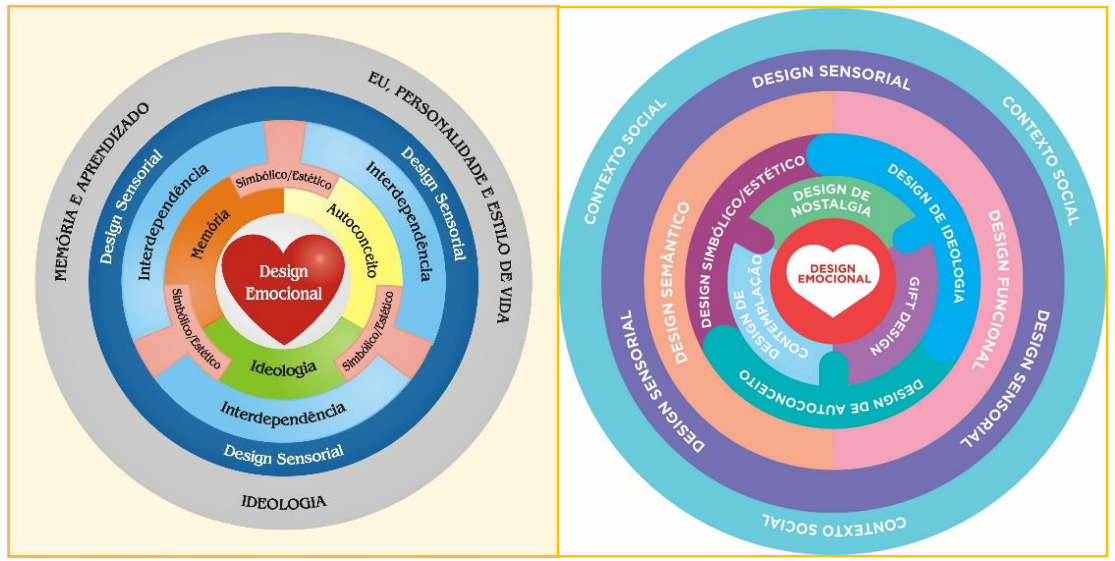 MEMÓRIA E APRENDIZADO
EU, PERSONALIDADE E ESTILO DE VIDA
IDEOLOGIA
Design Sensorial
Design Sensorial
Design Sensorial
Interdependência
Interdependência
Interdependência
Simbólico/Estético
Simbólico/Estético
Simbólico/Estético
Memória
Autoconceito
Ideologia
Design
Emocional
CONTEXTO SOCIAL
CONTEXTO SOCIAL
CONTEXTO SOCIAL
DESIGN SENSORIAL
DESIGN SENSORIAL
DESIGN SENSORIAL
DESIGN SEMÂNTICO
DESIGN FUNCIONAL
DESIGN SIMBÓLICO/ESTÉTICO
DESIGN DE IDEOLOGIA
DESIGN DE AUTOCONCEITO
DESIGN DE
NOSTALGIA
DESIGN DE
CONTEMPLAÇÃO
GIFT DESIGN
DESIGN
EMOCIONAL